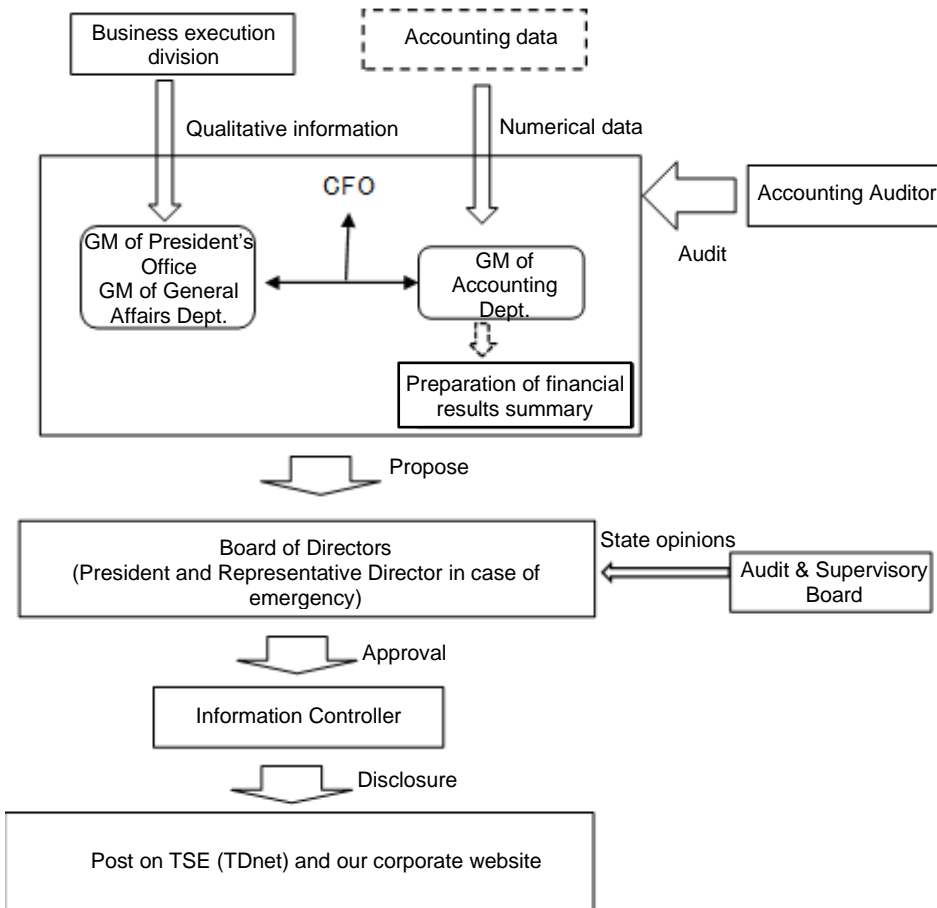 Business execution
division
Accounting data
Qualitative information
Numerical data
CFO
Accounting Auditor
Audit
GM of President's
Office
GM of General
Affairs Dept.
GM of
Accounting
Dept.
Preparation of financial
results summary
Propose
Board of Directors
(President and Representative Director in case of
emergency)
State opinions
Audit & Supervisory
Board
Approval
Information Controller
Disclosure
Post on TSE (TDnet) and our corporate website